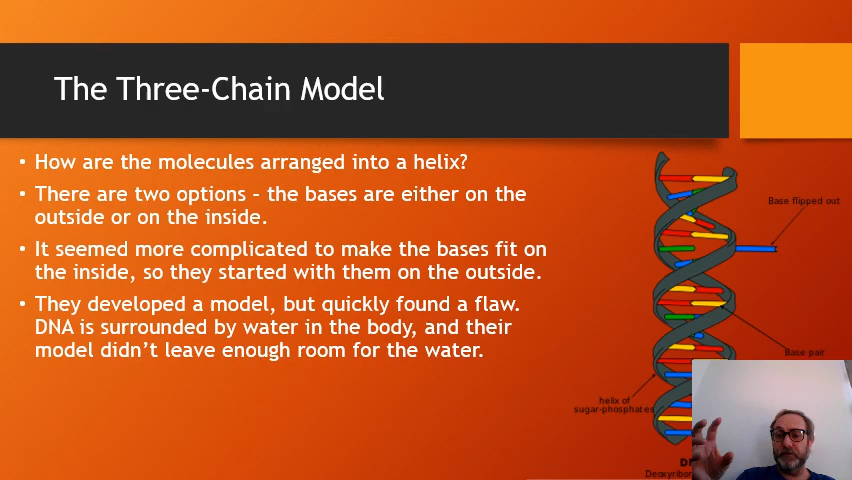 The Three-Chain Model
• How are the molecules arranged into a helix?
• There are two options – the bases are either on the
outside or on the inside.
• It seemed more complicated to make the bases fit on
the inside, so they started with them on the outside.
• They developed a model, but quickly found a flaw.
DNA is surrounded by water in the body, and their
model didn’t leave enough room for the water.
Base flipped out
Base pair
helix of
sugar-phosphates